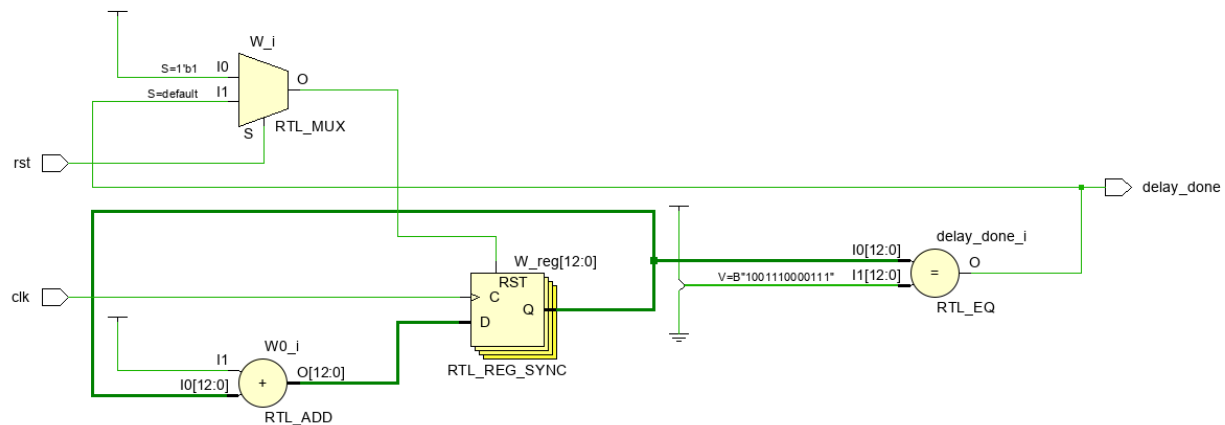 W_i
S=1'b1 I0
O
S=default I1
S RTL_MUX
rst
delay_done
delay_done_i
W_reg[12:0]
I0[12:0] O
RST
V=B"1001110000111" I1[12:0] =
clk
C
Q
RTL_EQ
D
W0_i
I1
RTL_REG_SYNC
O[12:0]
I0[12:0] +
RTL_ADD